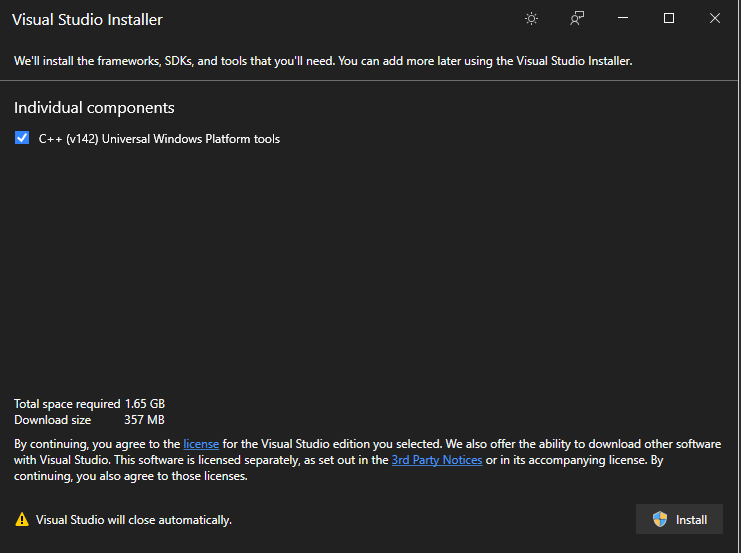 Visual Studio Installer
We'll install the frameworks, SDKs, and tools that you'll need. You can add more later using the Visual Studio Installer.
Individual components
C++ (v142) Universal Windows Platform tools
Total space required 1.65 GB
Download size 357 MB
By continuing, you agree to the license for the Visual Studio edition you selected. We also offer the ability to download other software
with Visual Studio. This software is licensed separately, as set out in the 3rd Party Notices or in its accompanying license. By
continuing, you also agree to those licenses.
Visual Studio will close automatically.
Install